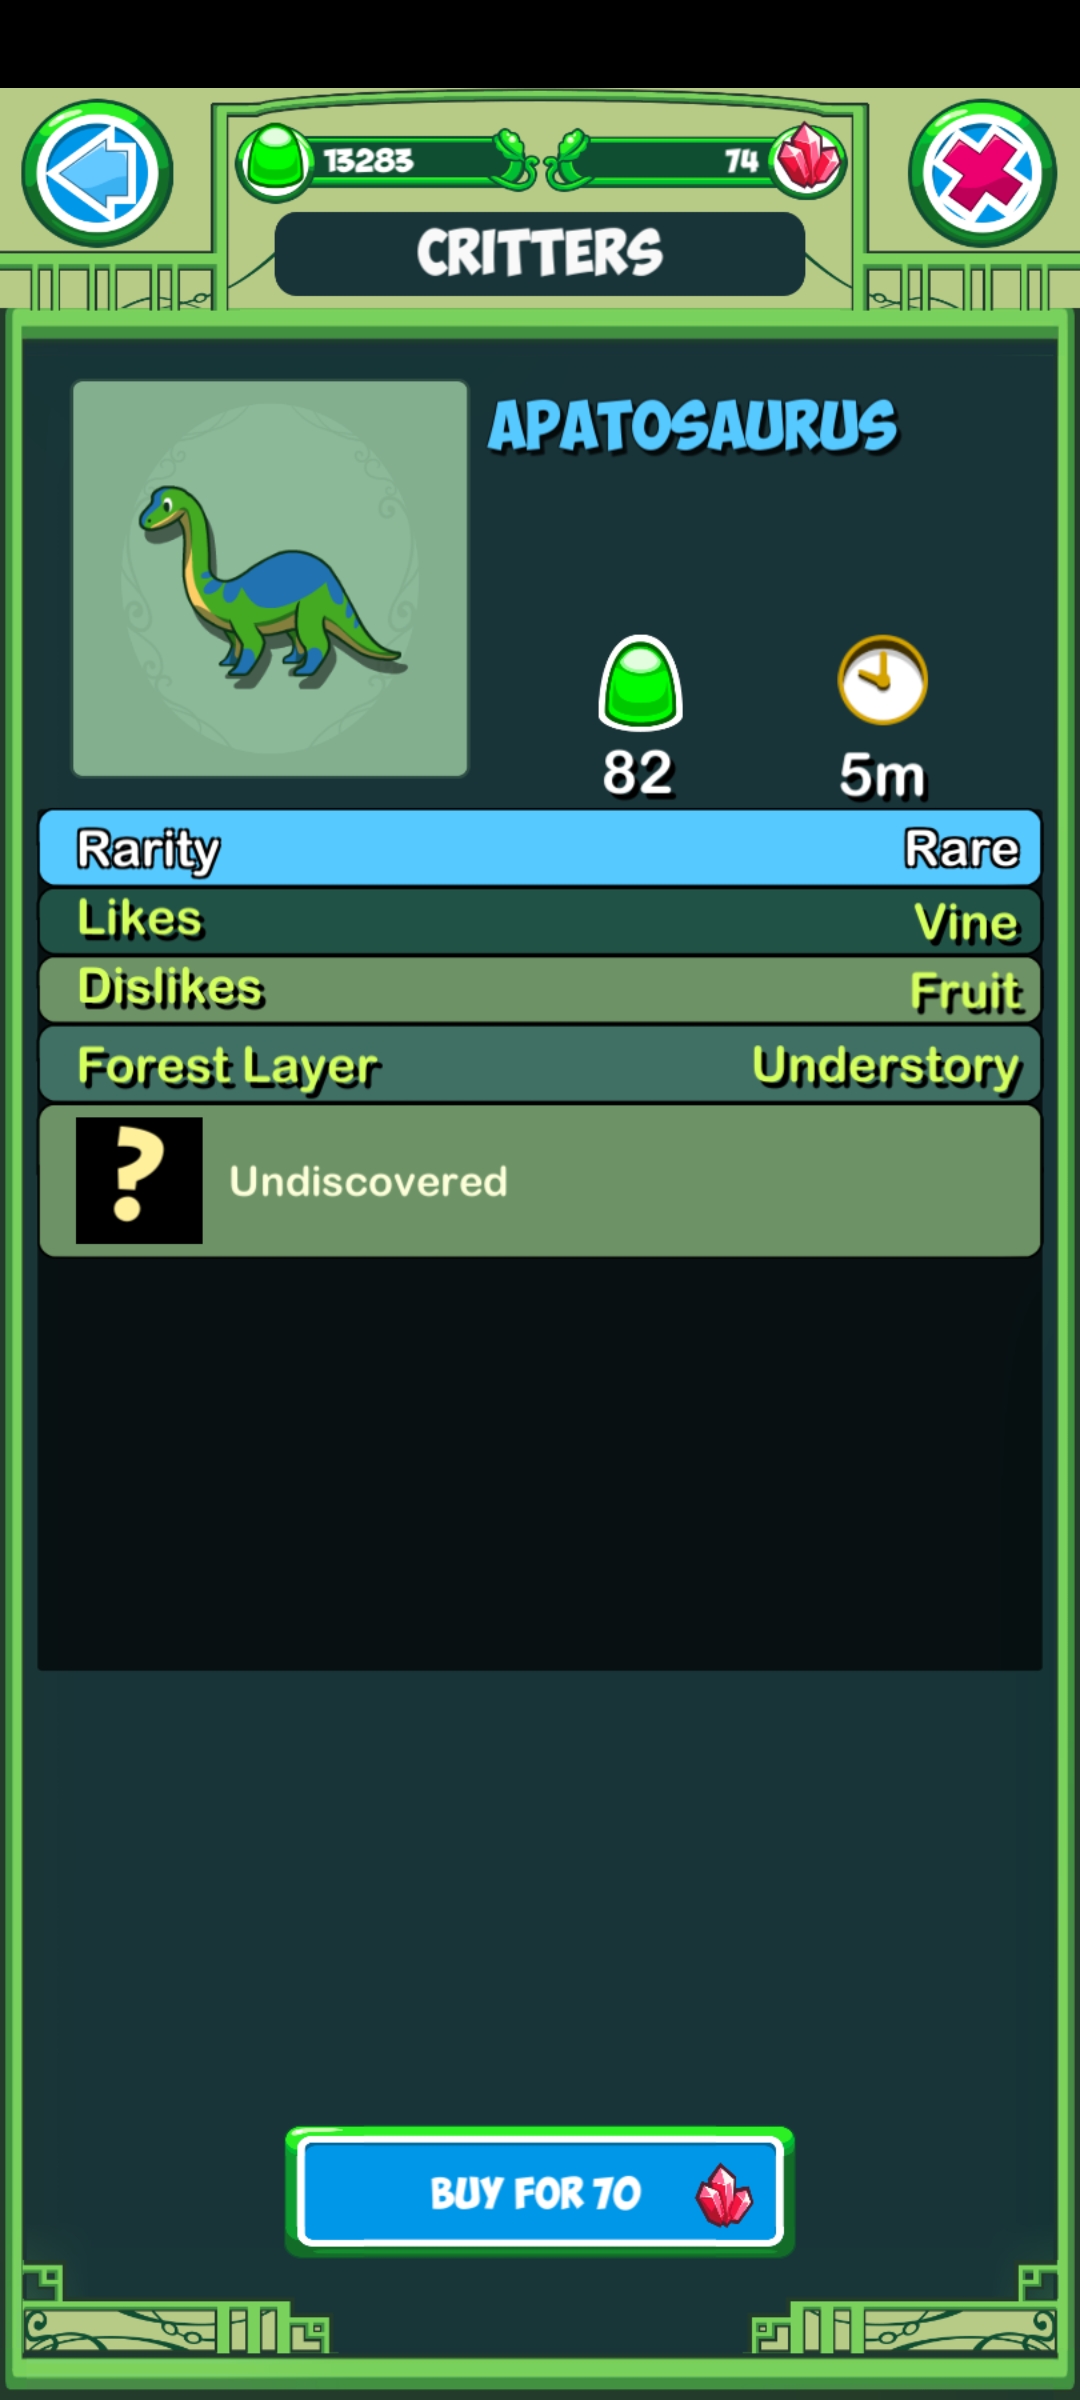 13283
74
CRITTERS
APATOSAURUS
82
5m
Rarity Rare
Likes Vine
Dislikes Fruit
Forest Layer Understory
? Undiscovered
BUY FOR 70